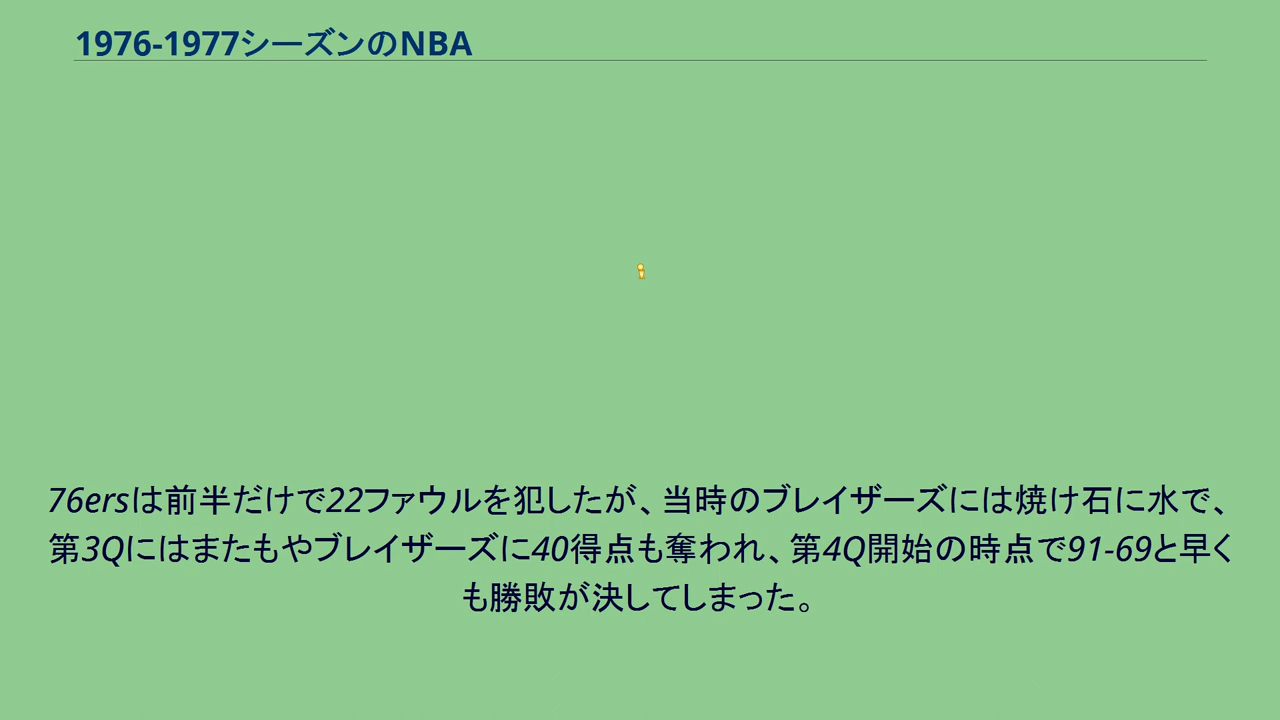 1976-1977シーズンのNBA
76ersは前半だけで22ファウルを犯したが、当時のブレイザーズには焼け石に水で、
第3Qにはまたもやブレイザーズに40得点も奪われ、第4Q開始の時点で91-69と早く
も勝敗が決してしまった。